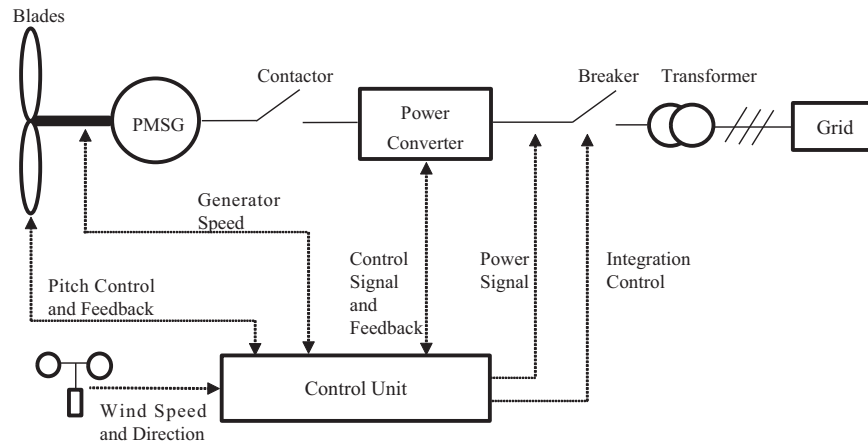 Blades
Contactor
Breaker
Transformer
PMSG
Power
Converter
Grid
Generator
Speed
Control
Signal
and
Feedback
Power
Signal
Integration
Control
Pitch Control
and Feedback
Control Unit
Wind Speed
and Direction